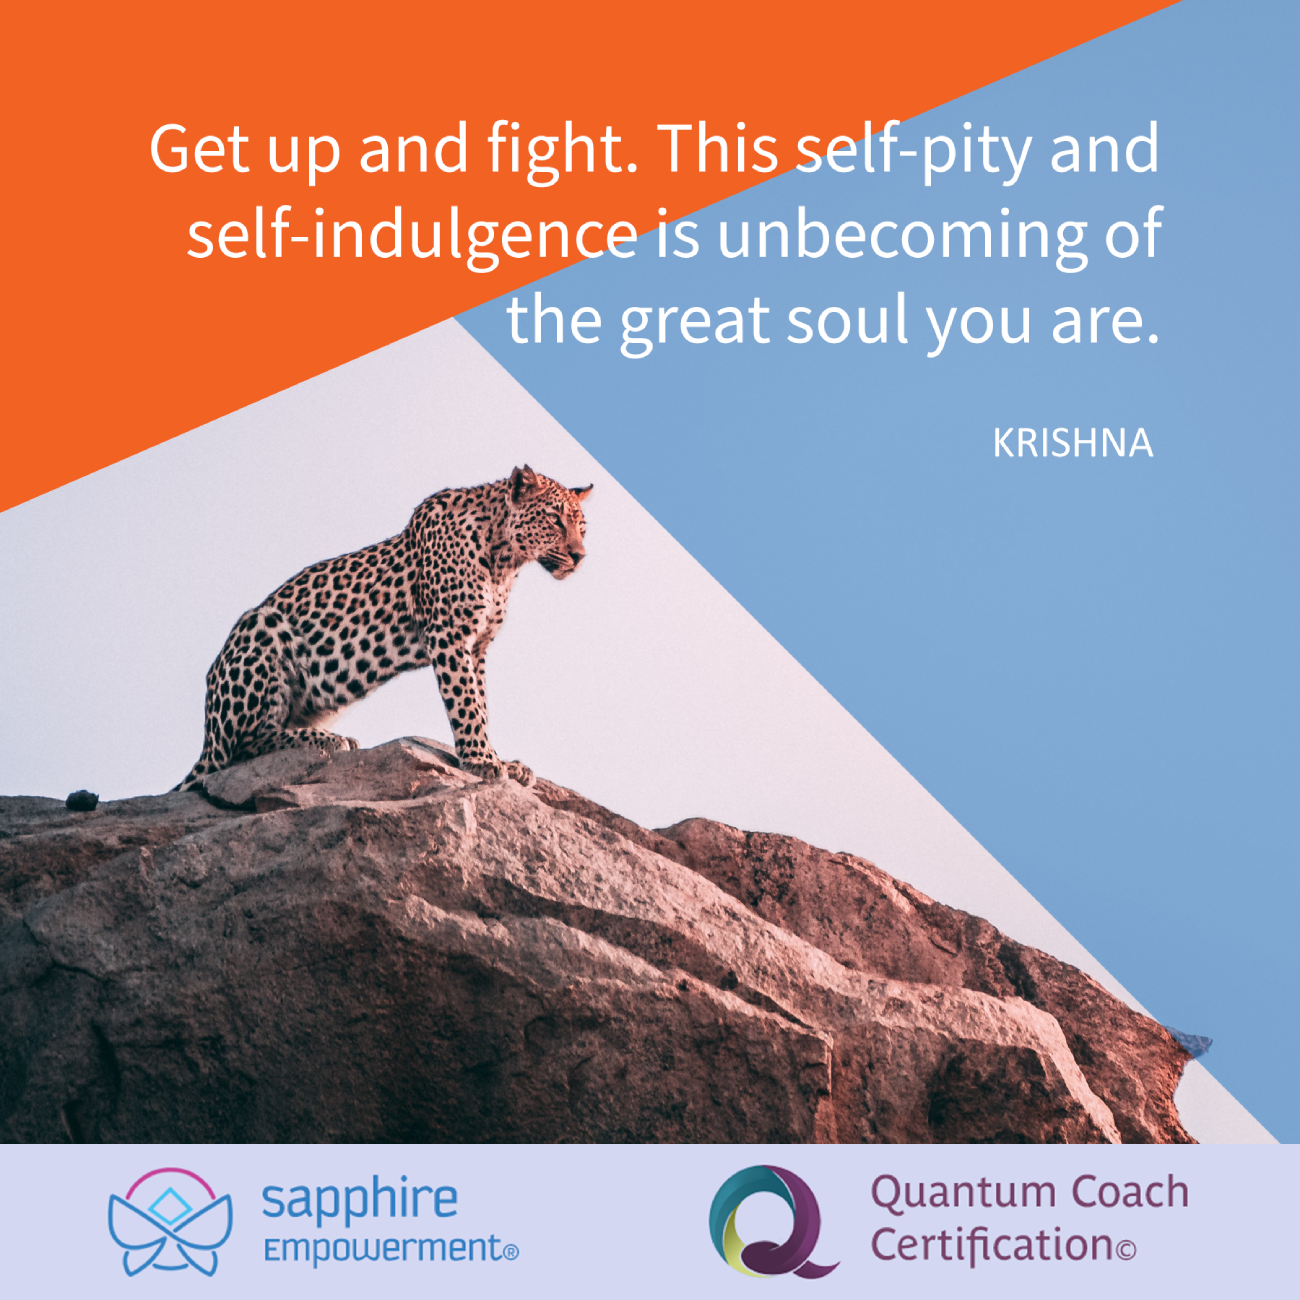 Get up and fight. This self-pity and
self-indulgence is unbecoming of
the great soul you are.
KRISHNA
sapphire
EMPOWERMENT®
Quantum Coach
Certification©